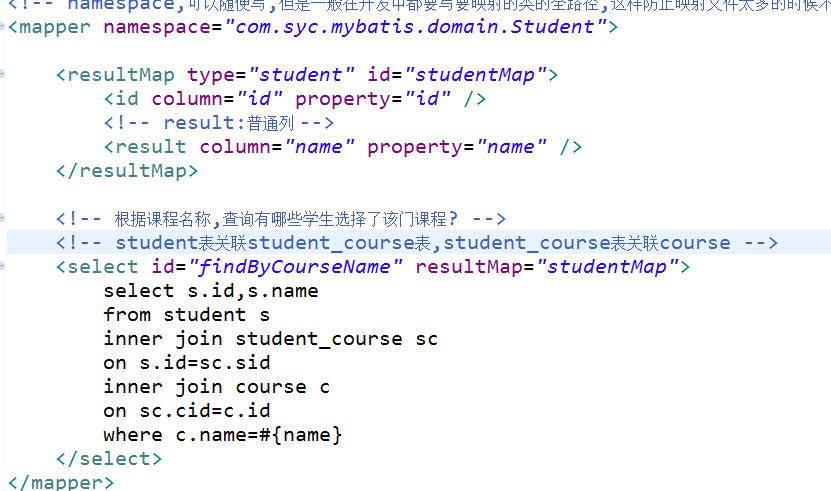 <!-- namespace,可以随便写,但是一般在开发中都要写与要映射的类的全路径,这样防止映射文件太多的时候不
<mapper namespace="com.syc.mybatis.domain.Student">
<resultMap type="student" id="studentMap">
<id column="id" property="id" />
<!-- result:普通列 -->
<result column="name" property="name" />
</resultMap>
<!-- 根据课程名称,查询有哪些学生选择了该门课程? -->
<!-- student表关联student_course表,student_course表关联course -->
<select id="findByCourseName" resultMap="studentMap">
select s.id,s.name
from student s
inner join student_course sc
on s.id=sc.sid
inner join course c
on sc.cid=c.id
where c.name=#{name}
</select>
</mapper>